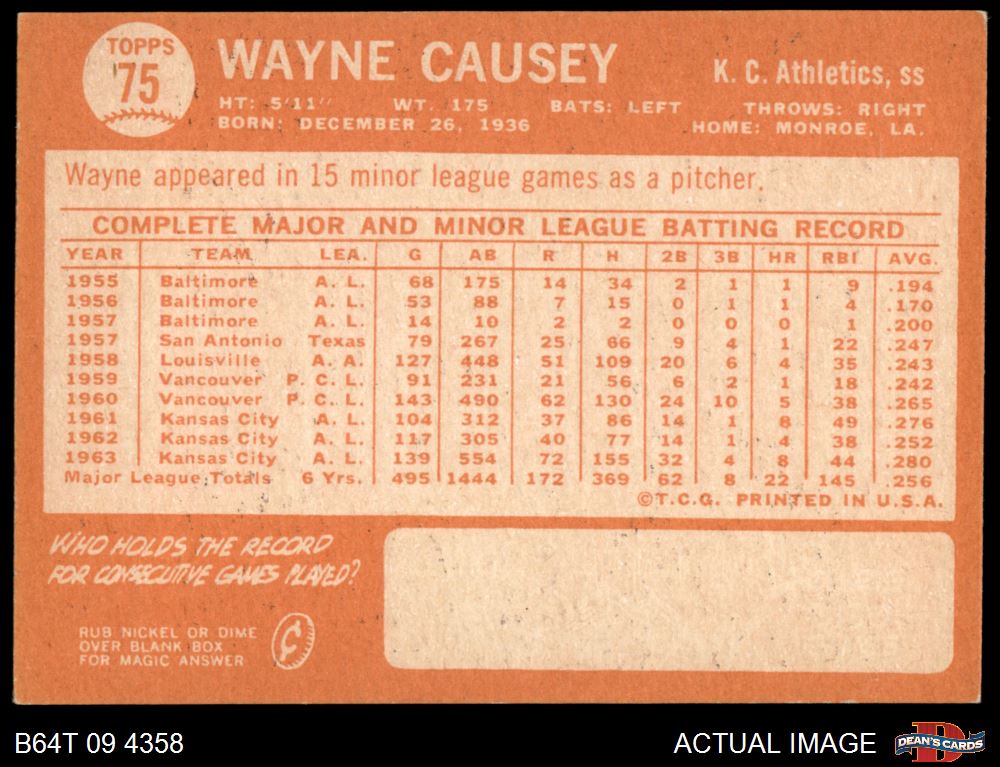 TOPPS
75
WAYNE CAUSEY
K. C. Athletics, ss
HT: 5'11" WT. 175 BATS: LEFT THROWS: RIGHT
BORN: DECEMBER 26, 1936 HOME: MONROE, LA.
Wayne appeared in 15 minor league games as a pitcher.
COMPLETE MAJOR AND MINOR LEAGUE BATTING RECORD
YEAR TEAM LEA. G AB R H 2B 3B HR RBI AVG.
1955 Baltimore A. L. 68 175 14 34 2 1 1 9 .194
1956 Baltimore A. L. 53 88 7 15 0 1 1 4 .170
1957 Baltimore A. L. 14 10 2 2 0 0 0 1 .200
1957 San Antonio Texas 79 267 25 66 9 4 1 22 .247
1958 Louisville A. A. 127 448 51 109 20 6 4 35 .243
1959 Vancouver P. C. L. 91 231 21 56 6 2 1 18 .242
1960 Vancouver P. C. L. 143 490 62 130 24 10 5 38 .265
1961 Kansas City A. L. 104 312 37 86 14 1 8 49 .276
1962 Kansas City A. L. 117 305 40 77 14 1 4 38 .252
1963 Kansas City A. L. 139 554 72 155 32 4 8 44 .280
Major League Totals 6 Yrs. 495 1444 172 369 62 8 22 145 .256
©T.C.G. PRINTED IN U.S.A.
WHO HOLDS THE RECORD
FOR CONSECUTIVE GAMES PLAYED?
RUB NICKEL OR DIME
OVER BLANK BOX
FOR MAGIC ANSWER
¢
B64T 09 4358
ACTUAL IMAGE
D
DEAN'S CARDS